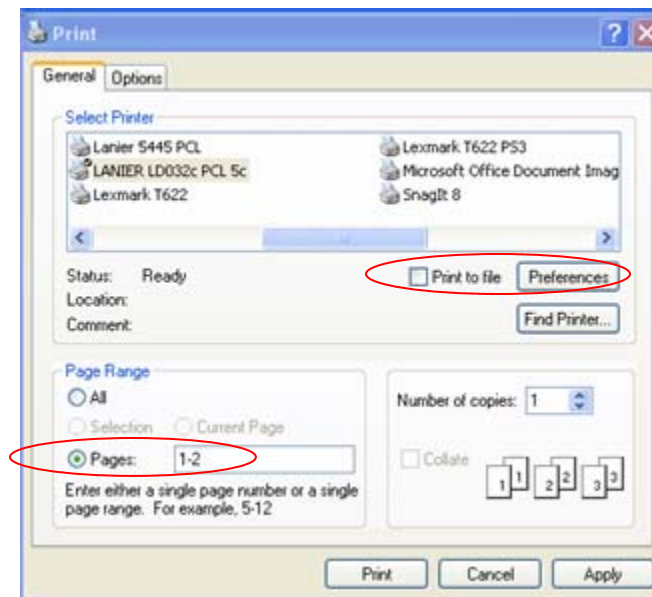 Print
General Options
Select Printer
Lanier 5445 PCL
LANIER LD032c PCL 5c
Lexmark T622
Lexmark T622 PS3
Microsoft Office Document Imag
SnagIt 8
Status: Ready
Print to file Preferences
Location:
Comment:
Find Printer...
Page Range
All
Selection Current Page
Pages: 1-2
Enter either a single page number or a single
page range. For example, 5-12
Number of copies: 1
Collate
1 1 2 2 3 3
Print Cancel Apply